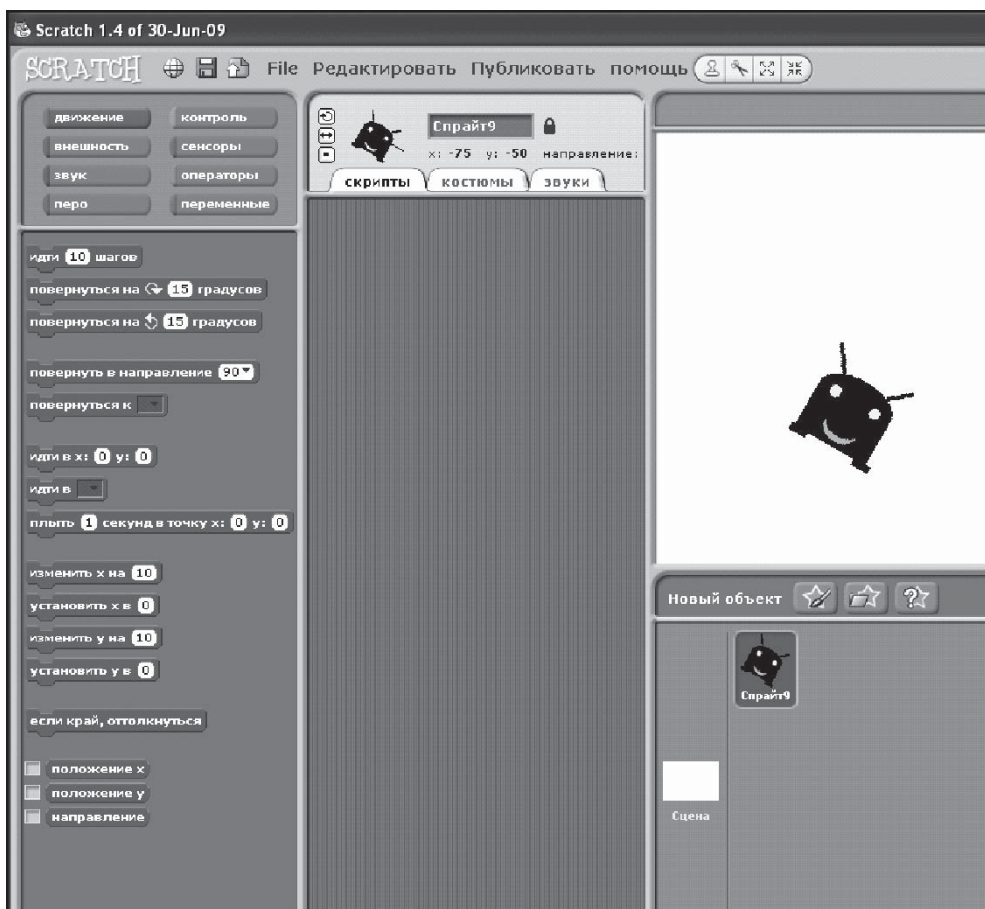 Scratch 1.4 of 30-Jun-09
SCRATCH File Редактировать Публиковать помощь
движение контроль
внешность сенсоры
звук операторы
перо переменные
идти 10 шагов
повернуться на 15 градусов
повернуться на 15 градусов
повернуть в направление 90
повернуться к
идти в x: 0 y: 0
идти в
плыть 1 секунд в точку x: 0 y: 0
изменить x на 10
установить x в 0
изменить y на 10
установить y в 0
если край, оттолкнуться
положение x
положение y
направление
Спрайт9
x: -75 y: -50 направление:
скрипты костюмы звуки
Новый объект
Спрайт9
Сцена